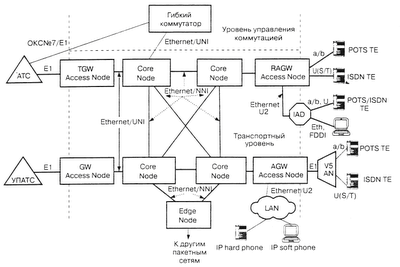 Гибкий
коммутатор
Уровень управления
коммутацией
ОКС№7/E1
Ethernet/UNI
a/b
POTS TE
АТС
E1
TGW
Access Node
Core
Node
Core
Node
RAGW
Access Node
U(S/T)
ISDN TE
Ethernet/NNI
Ethernet
U2
a/b, U
POTS/ISDN
TE
IAD
Ethernet/UNI
Eth,
FDDI
Транспортный
уровень
УПАТС
E1
GW
Access Node
Core
Node
Core
Node
AGW
Access Node
E1
V5
AN
a/b
POTS TE
ISDN TE
U(S/T)
Ethernet/NNI
Ethernet/U2
Edge
Node
LAN
К другим
пакетным
сетям
IP hard phone
IP soft phone